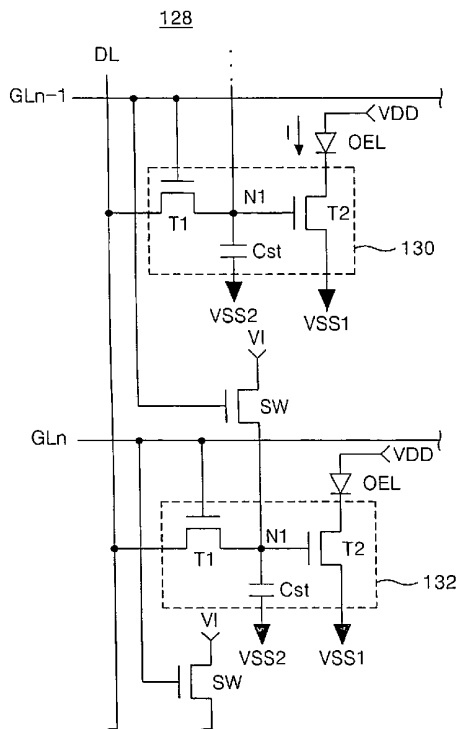 128
DL
GLn-1
VDD
I
OEL
N1
T1
T2
Cst
130
VSS2
VSS1
VI
SW
GLn
VDD
OEL
N1
T1
T2
Cst
132
VI
VSS2
VSS1
SW